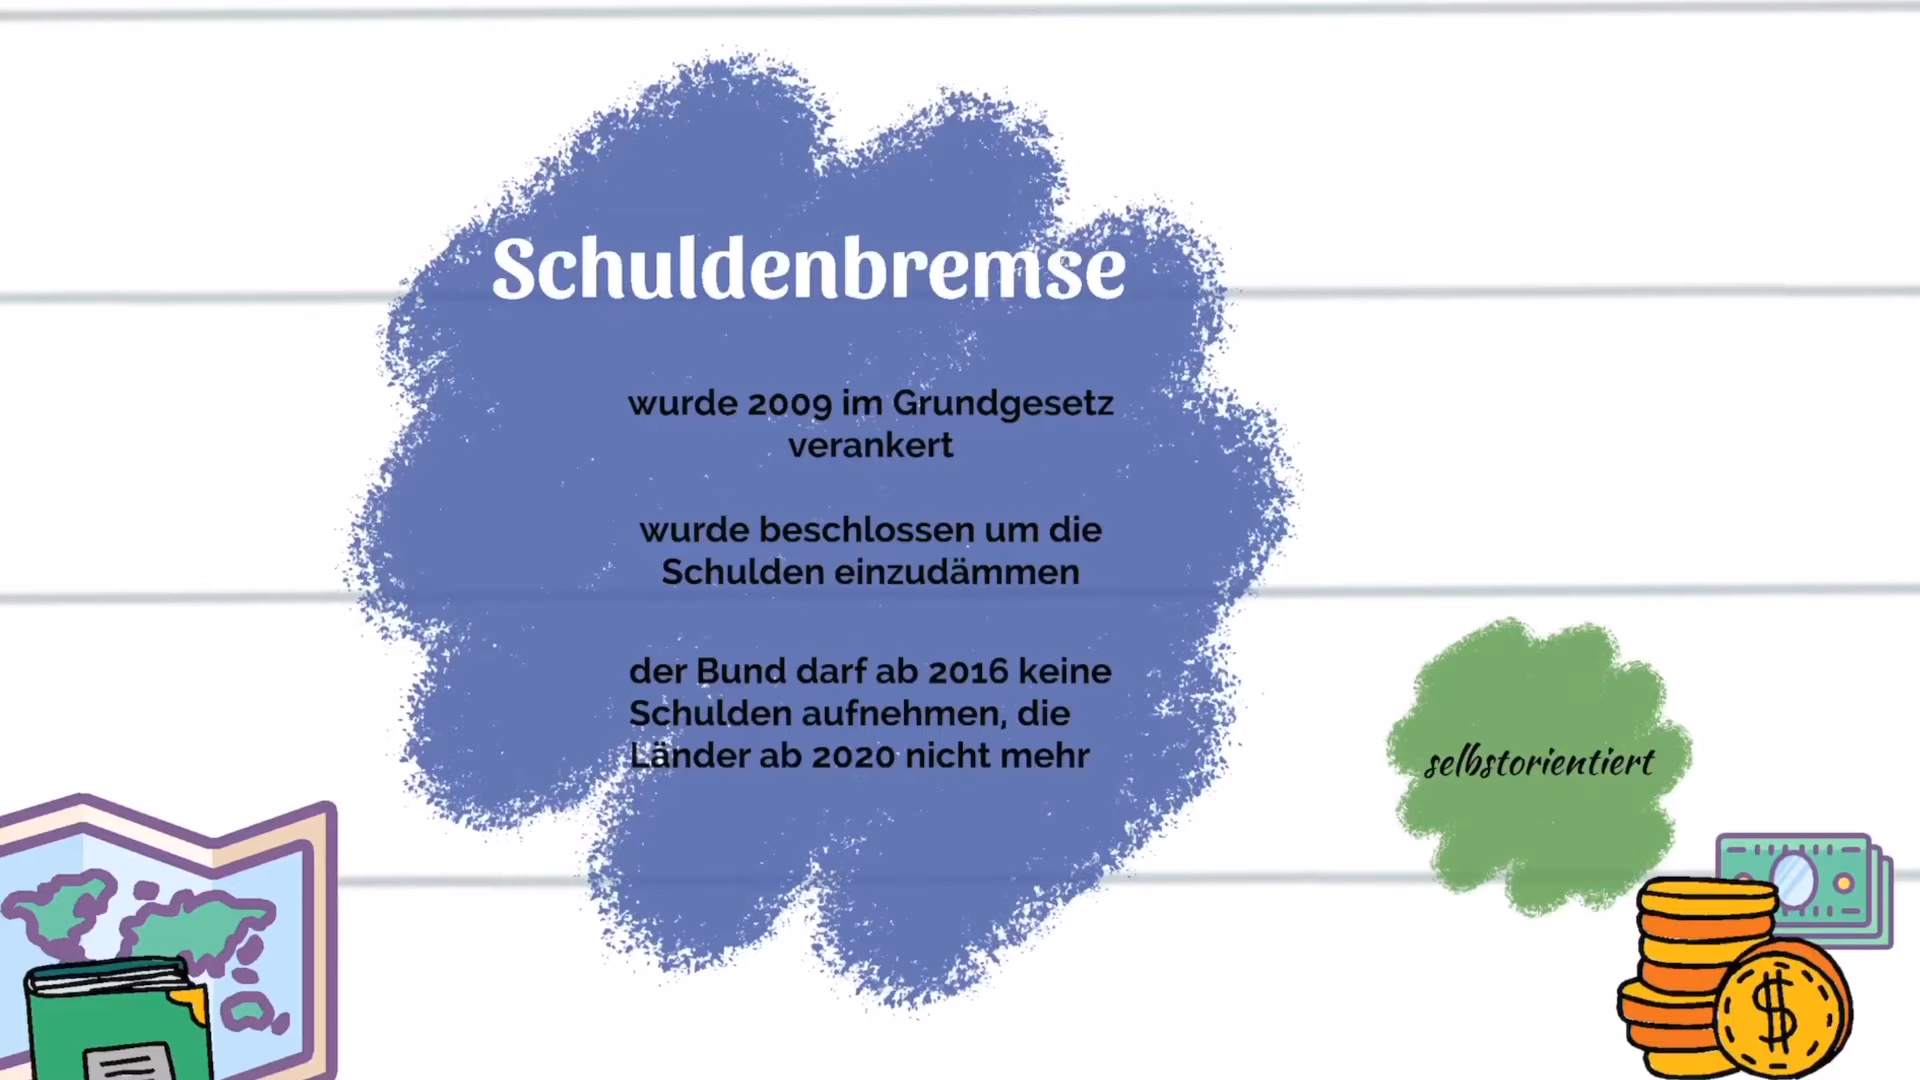 Schuldenbremse
wurde 2009 im Grundgesetz
verankert
wurde beschlossen um die
Schulden einzudämmen
der Bund darf ab 2016 keine
Schulden aufnehmen, die
Länder ab 2020 nicht mehr
selbstorientiert
$